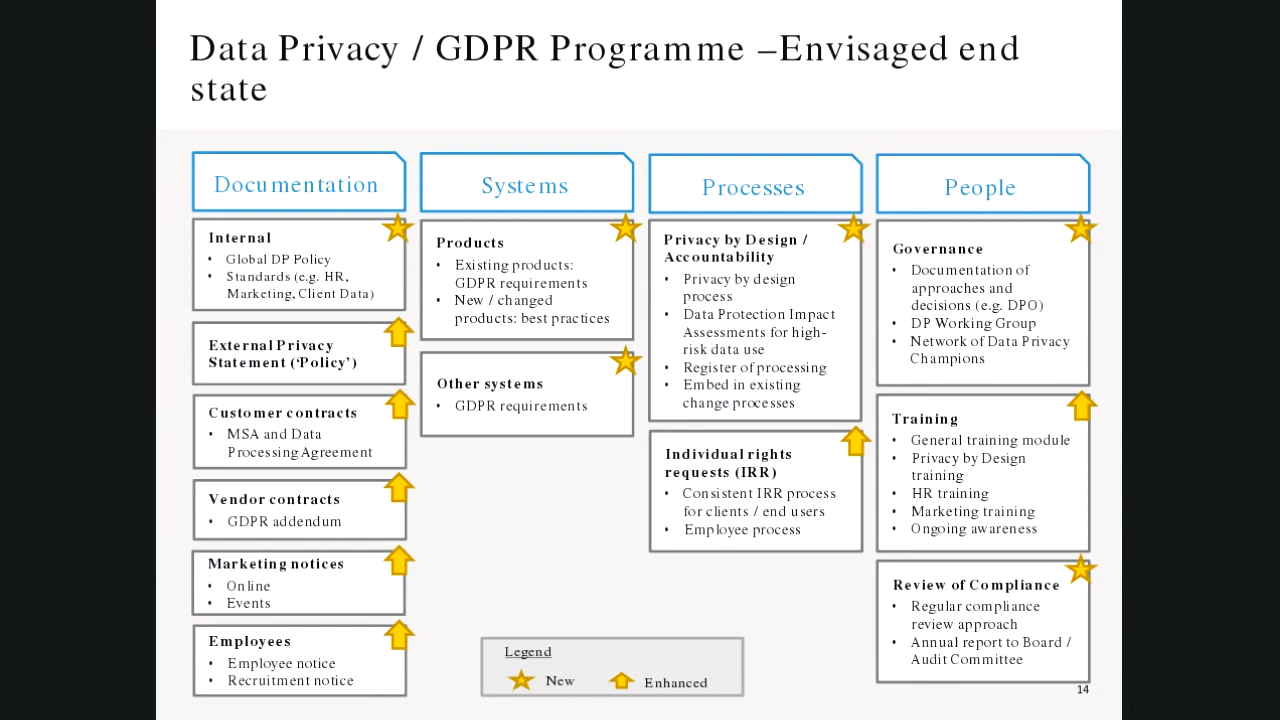 Data Privacy / GDPR Programme –Envisaged end
state
Documentation
Internal
• Global DP Policy
• Standards (e.g. HR,
Marketing, Client Data)
External Privacy
Statement (‘Policy’)
Customer contracts
• MSA and Data
Processing Agreement
Vendor contracts
• GDPR addendum
Marketing notices
• Online
• Events
Employees
• Employee notice
• Recruitment notice
Systems
Products
• Existing products:
GDPR requirements
• New / changed
products: best practices
Other systems
• GDPR requirements
Processes
Privacy by Design /
Accountability
• Privacy by design
process
• Data Protection Impact
Assessments for high-
risk data use
• Register of processing
• Embed in existing
change processes
Individual rights
requests (IRR)
• Consistent IRR process
for clients / end users
• Employee process
People
Governance
• Documentation of
approaches and
decisions (e.g. DPO)
• DP Working Group
• Network of Data Privacy
Champions
Training
• General training module
• Privacy by Design
training
• HR training
• Marketing training
• Ongoing awareness
Review of Compliance
• Regular compliance
review approach
• Annual report to Board /
Audit Committee
Legend
New
Enhanced
14